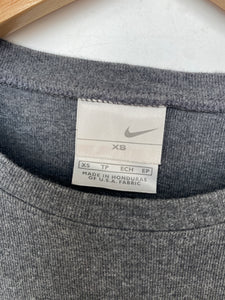 XS
XS TP ECH EP
MADE IN HONDURAS
OF U.S.A. FABRIC